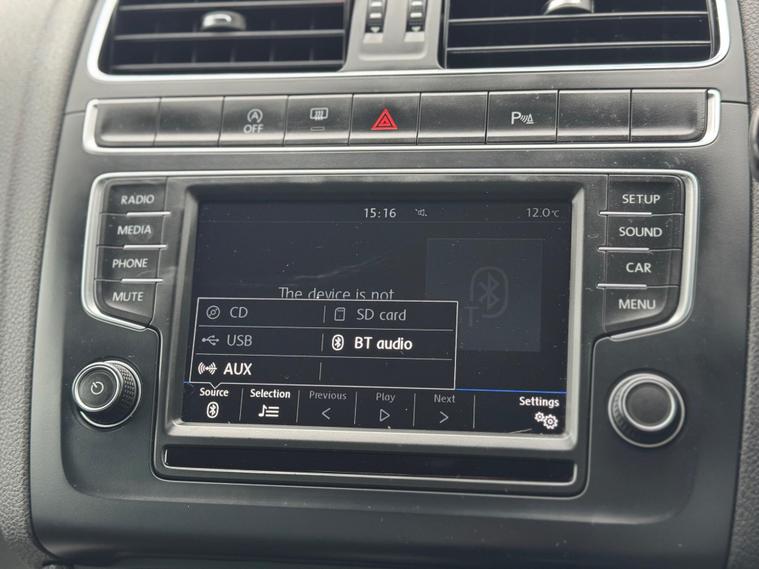 OFF
P
RADIO
MEDIA
PHONE
MUTE
SETUP
SOUND
CAR
MENU
15:16
12.0°C
The device is not
CD
SD card
USB
BT audio
AUX
Source
Selection
Previous
Play
Next
Settings